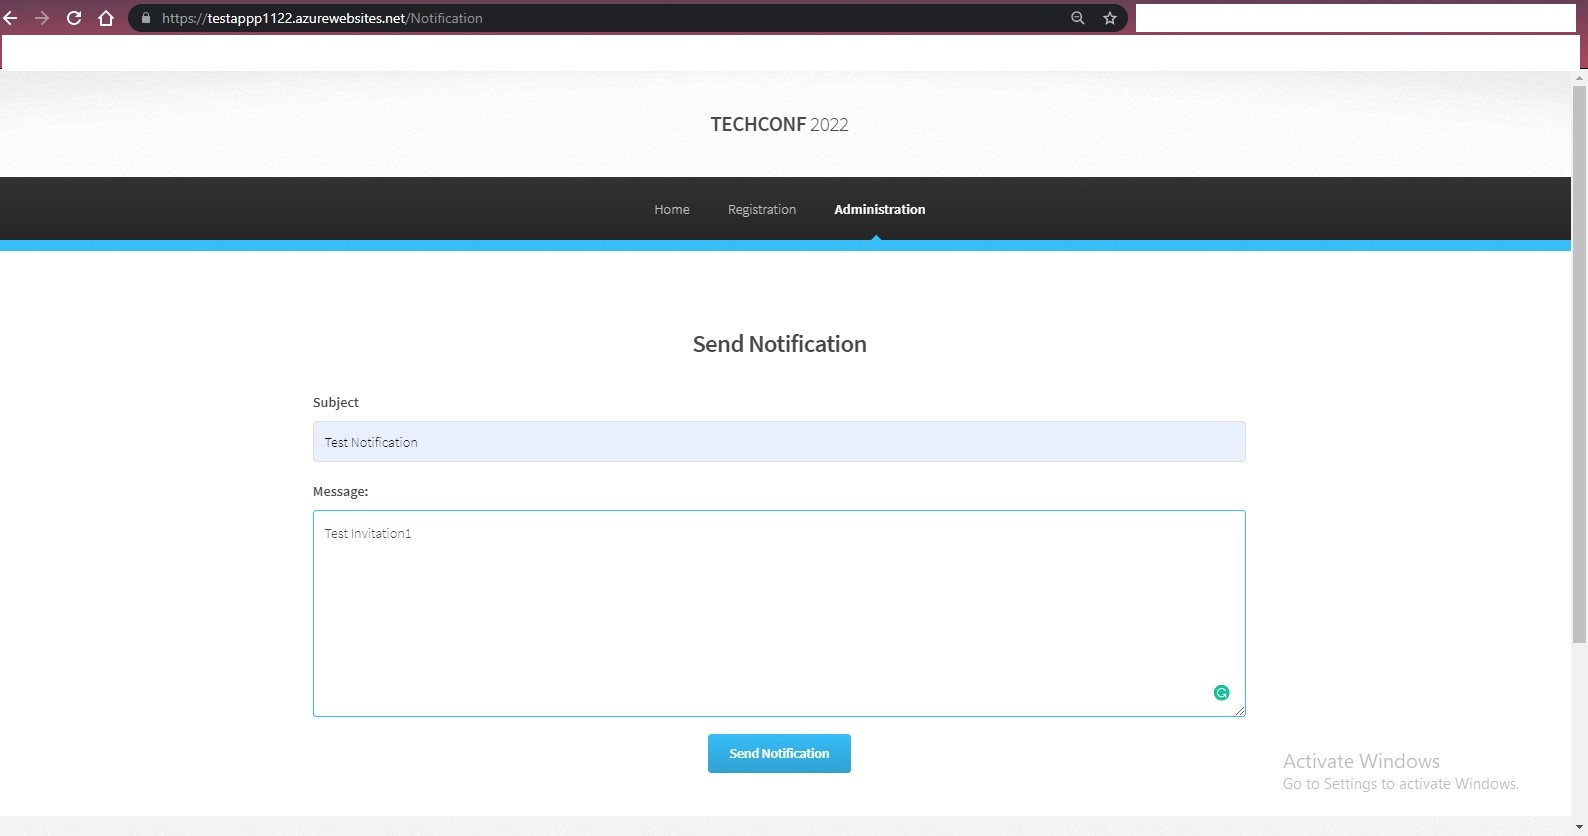 https://testappp1122.azurewebsites.net/Notification
TECHCONF 2022
Home Registration Administration
Send Notification
Subject
Test Notification
Message:
Test Invitation1
Send Notification
Activate Windows
Go to Settings to activate Windows.